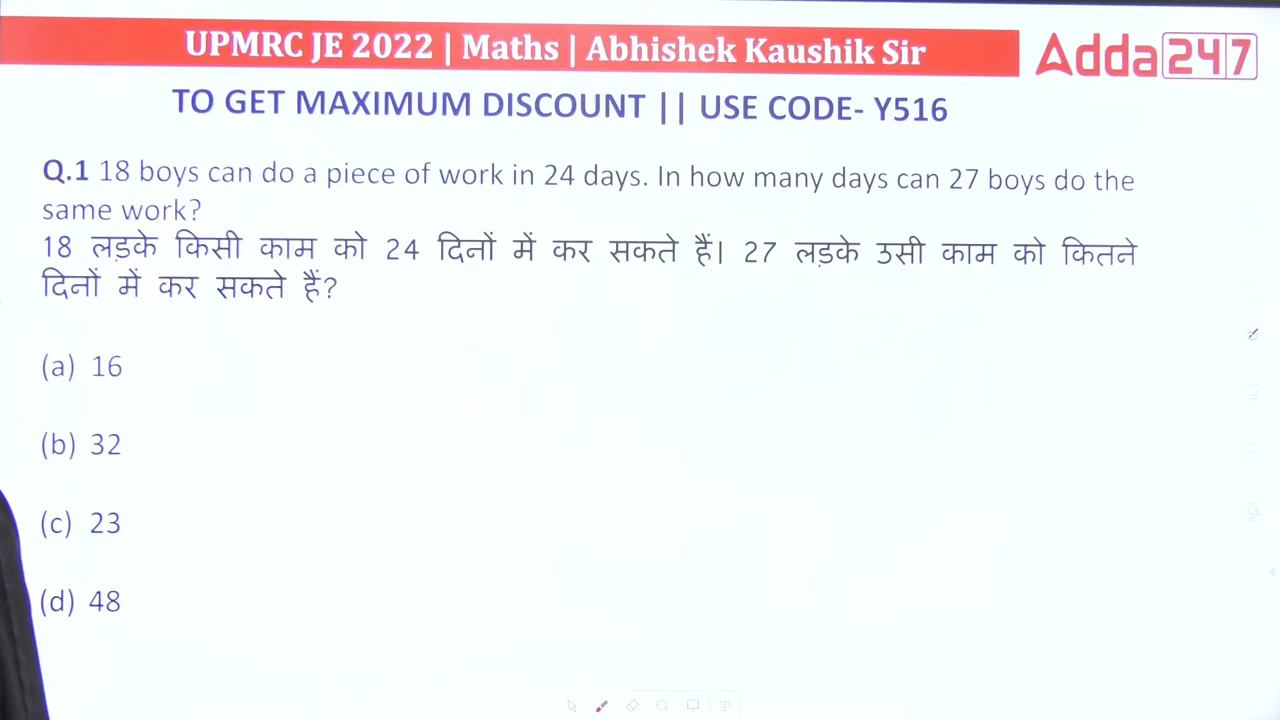 UPMRC JE 2022 | Maths | Abhishek Kaushik Sir
Adda247
TO GET MAXIMUM DISCOUNT || USE CODE- Y516
Q.1 18 boys can do a piece of work in 24 days. In how many days can 27 boys do the
same work?
18 लड़के किसी काम को 24 दिनों में कर सकते हैं। 27 लड़के उसी काम को कितने
दिनों में कर सकते हैं?
(a) 16
(b) 32
(c) 23
(d) 48